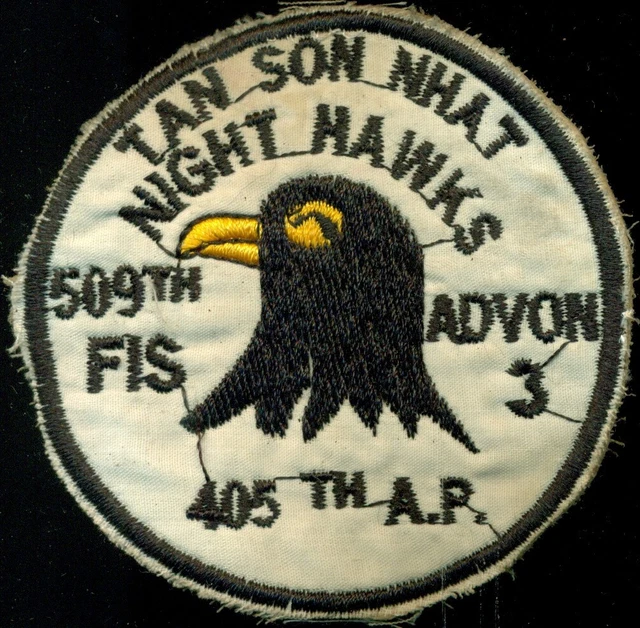 TAN SON NHAT
NIGHT HAWKS
509TH
FIS
ADVON
3
405 TH A.P.